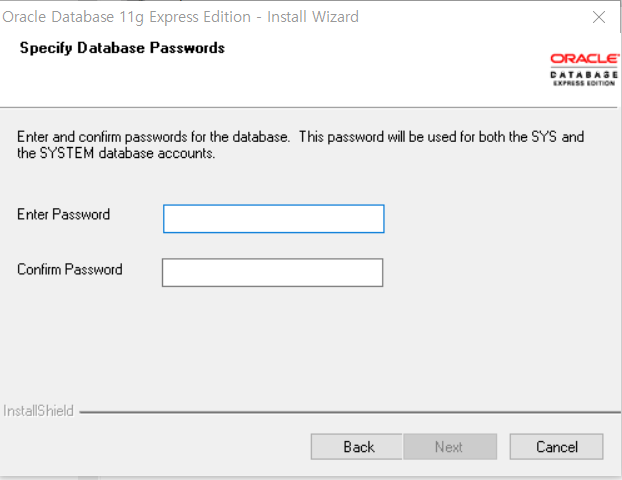 Oracle Database 11g Express Edition - Install Wizard
Specify Database Passwords
ORACLE
DATABASE
EXPRESS EDITION
Enter and confirm passwords for the database.  This password will be used for both the SYS and
the SYSTEM database accounts.
Enter Password
Confirm Password
InstallShield
Back
Next
Cancel